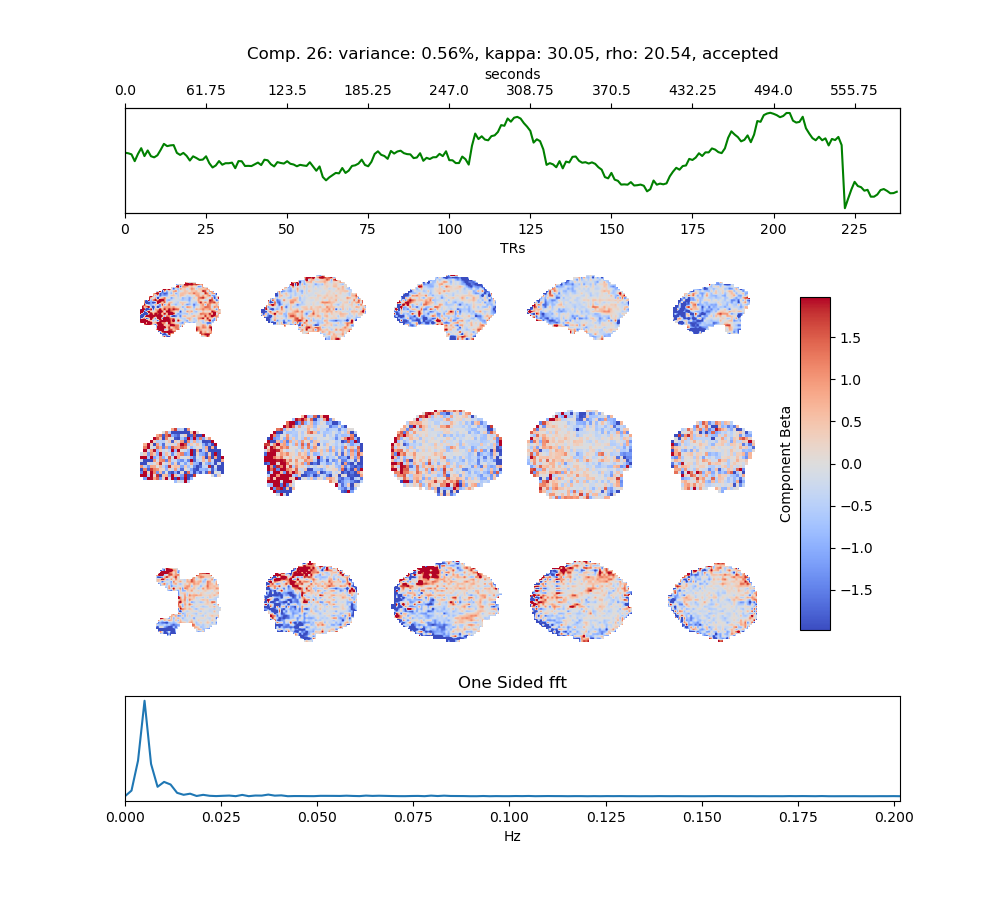 Comp. 26: variance: 0.56%, kappa: 30.05, rho: 20.54, accepted
seconds
0.0 61.75 123.5 185.25 247.0 308.75 370.5 432.25 494.0 555.75
0 25 50 75 100 125 150 175 200 225
TRs
1.5
1.0
0.5
0.0
−0.5
−1.0
−1.5
Component Beta
One Sided fft
0.000 0.025 0.050 0.075 0.100 0.125 0.150 0.175 0.200
Hz